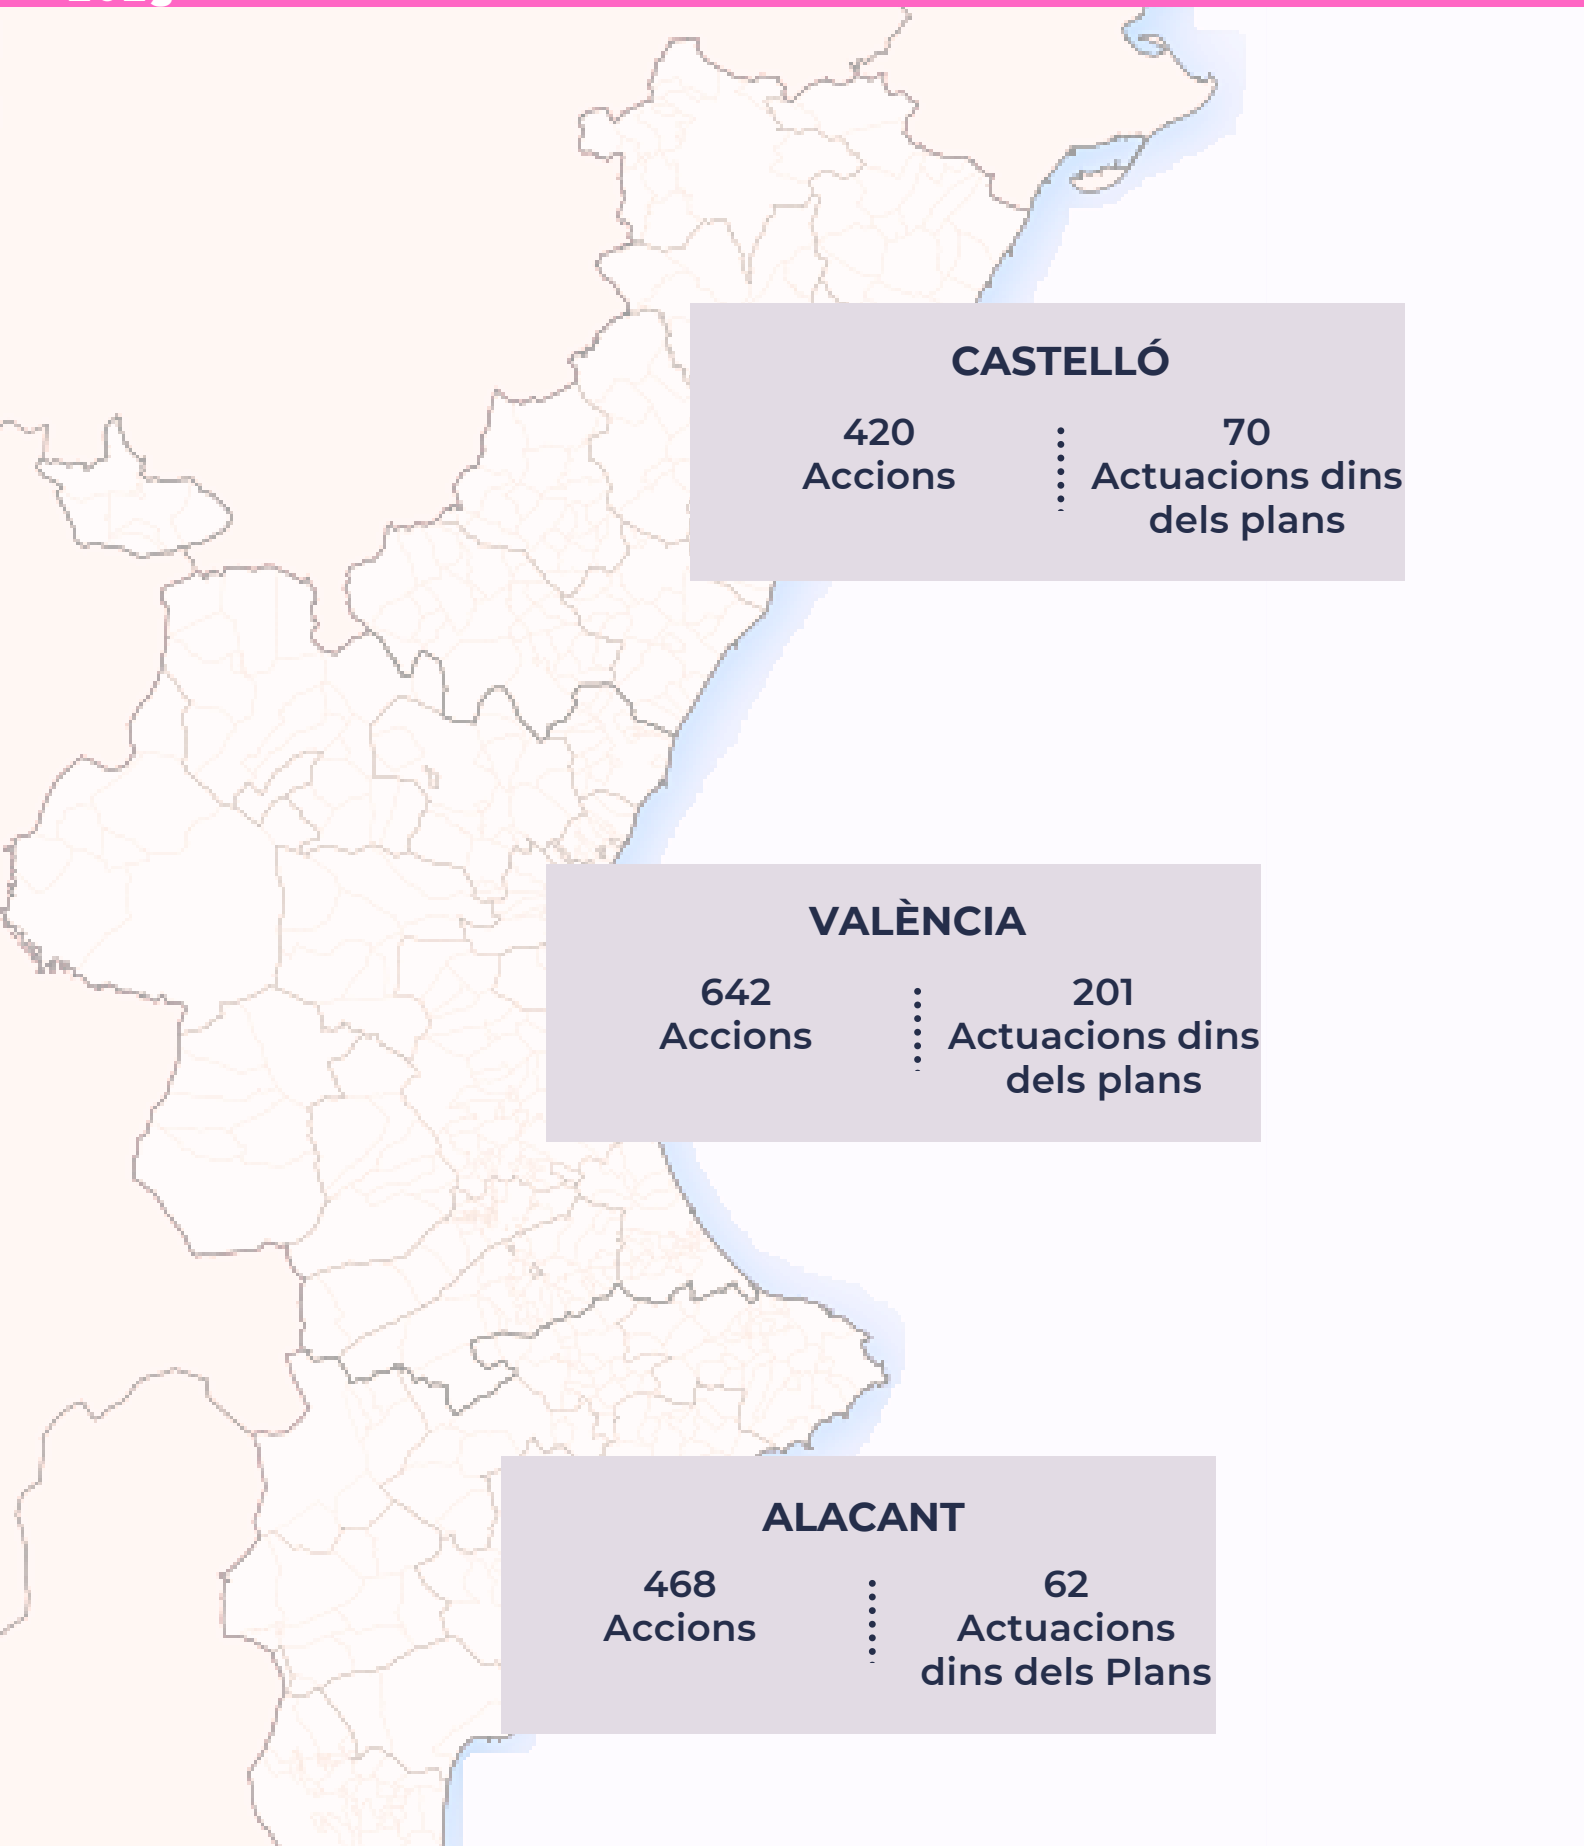 CASTELLÓ
420
Accions
70
Actuacions dins
dels plans
VALÈNCIA
642
Accions
201
Actuacions dins
dels plans
ALACANT
468
Accions
62
Actuacions
dins dels Plans